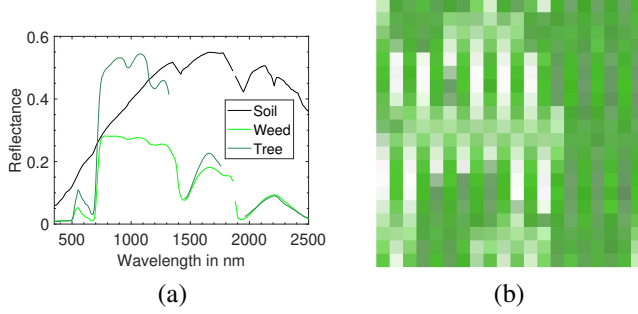 0.6
0.4
0.2
0
Reflectance
Soil
Weed
Tree
500 1000 1500 2000 2500
Wavelength in nm
(a) (b)